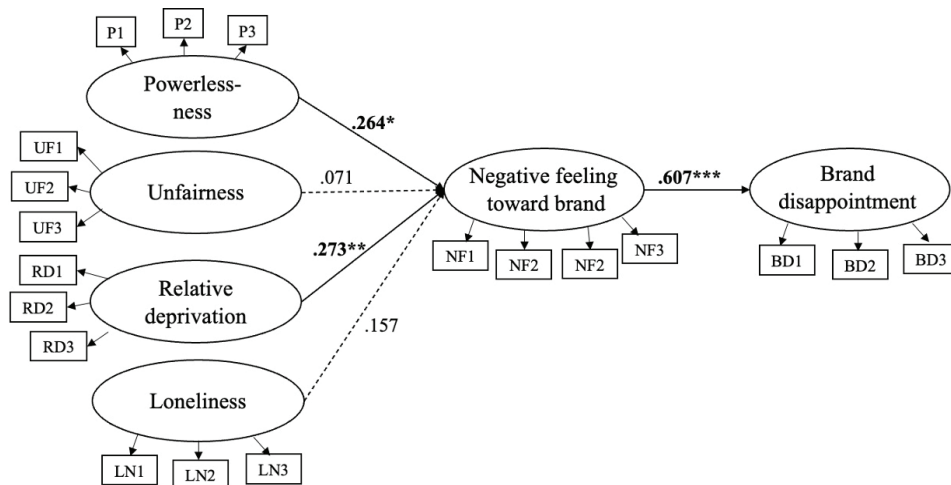 P1
P2
P3
Powerless-
ness
.264*
UF1
UF2
UF3
Unfairness
.071
Negative feeling
toward brand
.607***
Brand
disappointment
NF1
NF2
NF2
NF3
BD1
BD2
BD3
RD1
RD2
RD3
Relative
deprivation
.273**
.157
Loneliness
LN1
LN2
LN3